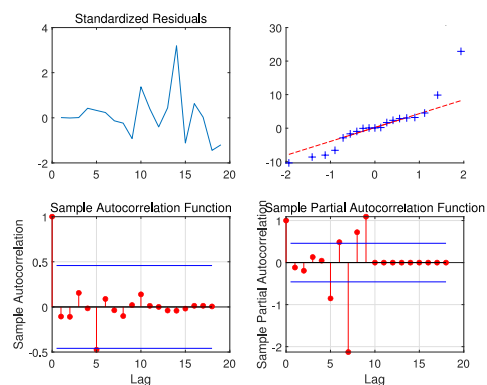 Standardized Residuals
4
2
0
-2
0 5 10 15 20
30
20
10
0
-10
-2 -1 0 1 2
Sample Autocorrelation Function
Sample Autocorrelation
1
0.5
0
-0.5
0 5 10 15 20
Lag
Sample Partial Autocorrelation Function
Sample Partial Autocorrelation
1
0
-1
-2
0 5 10 15 20
Lag